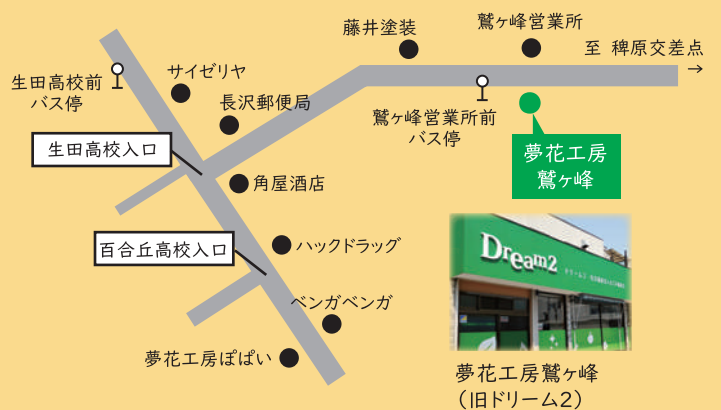 藤井塗装
鷲ヶ峰営業所
至 稗原交差点
→
生田高校前
バス停
サイゼリヤ
長沢郵便局
鷲ヶ峰営業所前
バス停
生田高校入口
夢花工房
鷲ヶ峰
角屋酒店
百合丘高校入口
ハックドラッグ
Dream2
ベンガベンガ
夢花工房ぽぱい
夢花工房鷲ヶ峰
（旧ドリーム2）